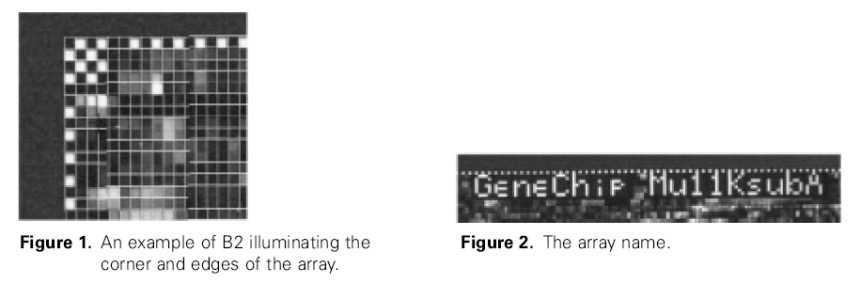 GeneChip Mu11KsubA
Figure 1. An example of B2 illuminating the
corner and edges of the array.
Figure 2. The array name.